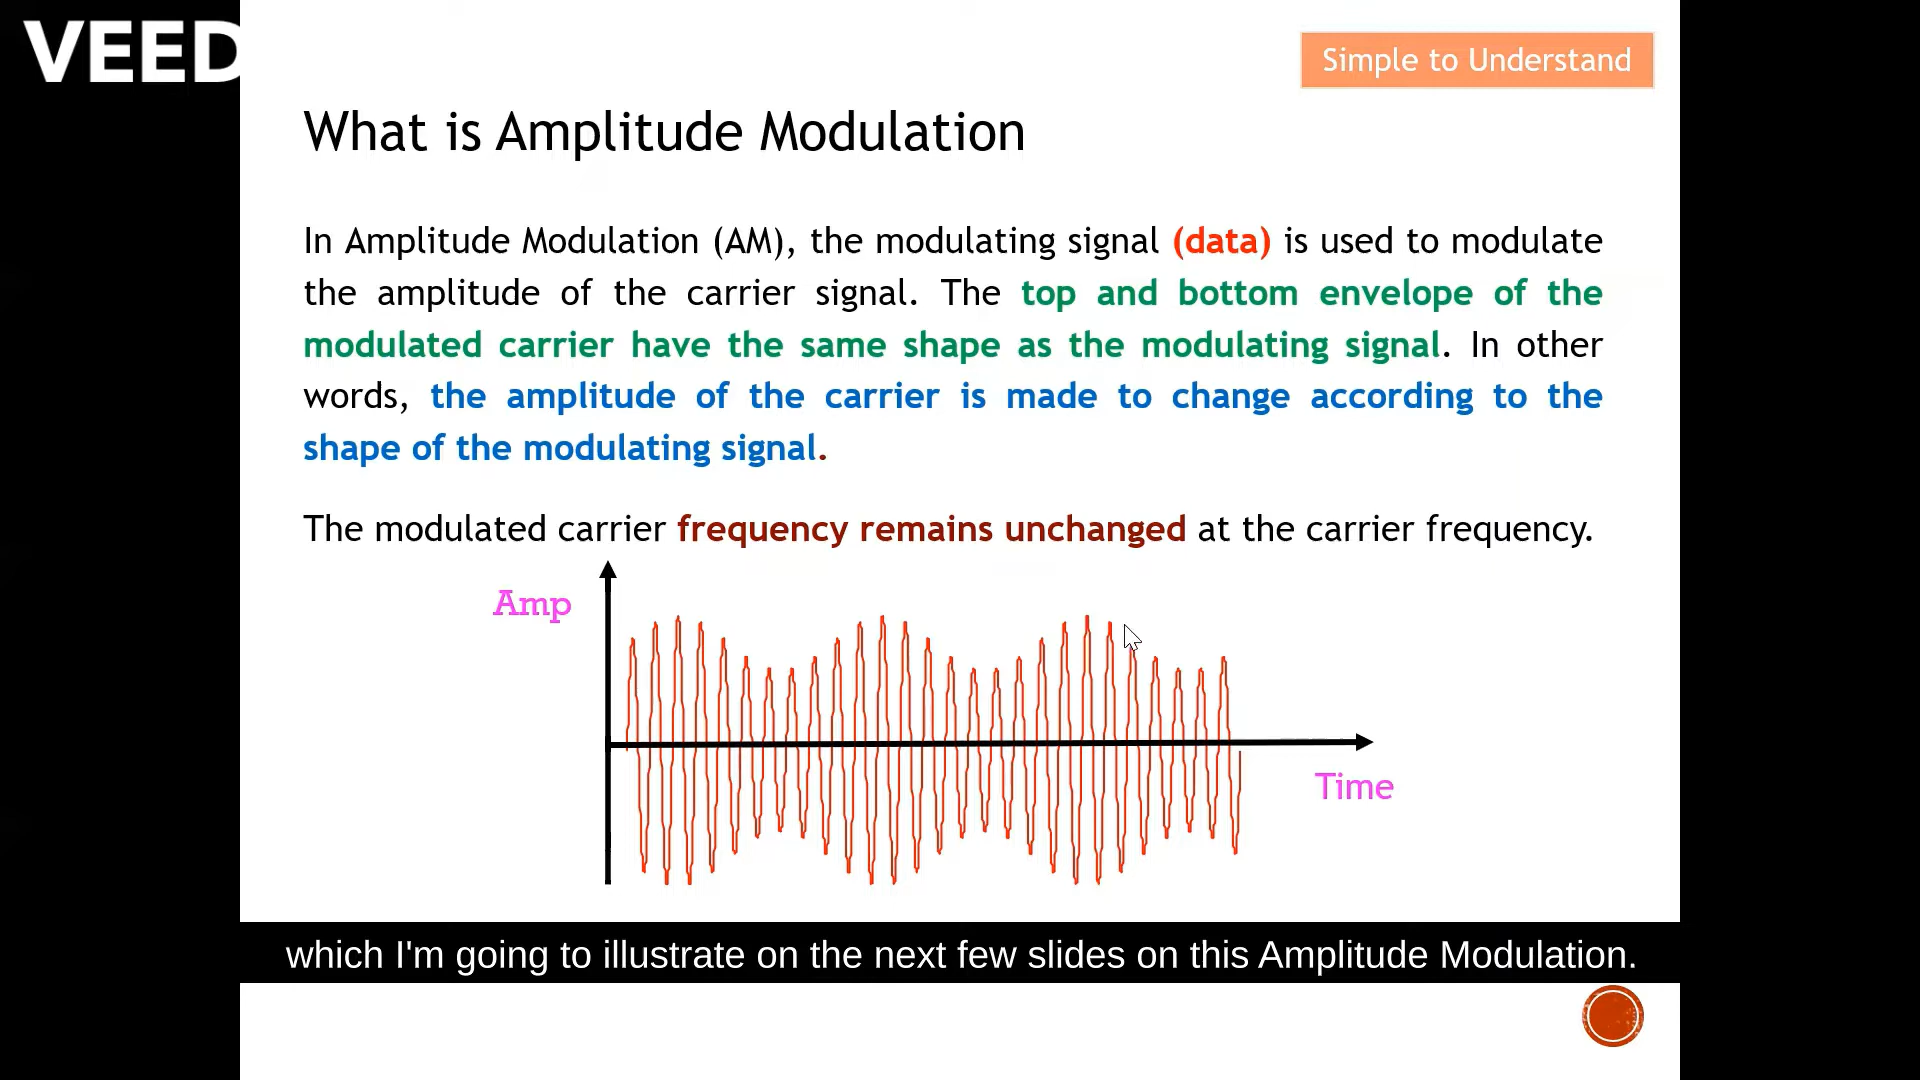 VEED
Simple to Understand
What is Amplitude Modulation
In Amplitude Modulation (AM), the modulating signal (data) is used to modulate
the amplitude of the carrier signal. The top and bottom envelope of the
modulated carrier have the same shape as the modulating signal. In other
words, the amplitude of the carrier is made to change according to the
shape of the modulating signal.
The modulated carrier frequency remains unchanged at the carrier frequency.
Amp
Time
which I'm going to illustrate on the next few slides on this Amplitude Modulation.